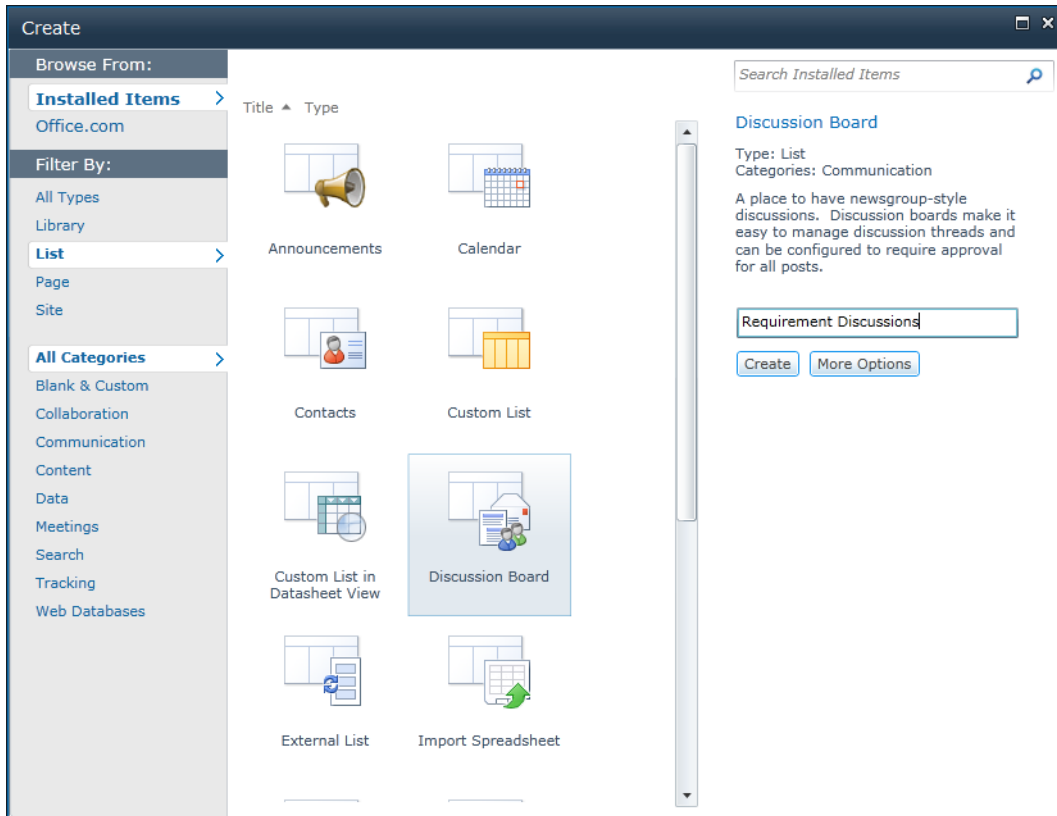 Create
Browse From:
Installed Items
Office.com
Filter By:
All Types
Library
List
Page
Site
All Categories
Blank & Custom
Collaboration
Communication
Content
Data
Meetings
Search
Tracking
Web Databases
Title Type
Announcements
Calendar
Contacts
Custom List
Custom List in
Datasheet View
Discussion Board
External List
Import Spreadsheet
Search Installed Items
Discussion Board
Type: List
Categories: Communication
A place to have newsgroup-style
discussions. Discussion boards make it
easy to manage discussion threads and
can be configured to require approval
for all posts.
Requirement Discussions
Create
More Options